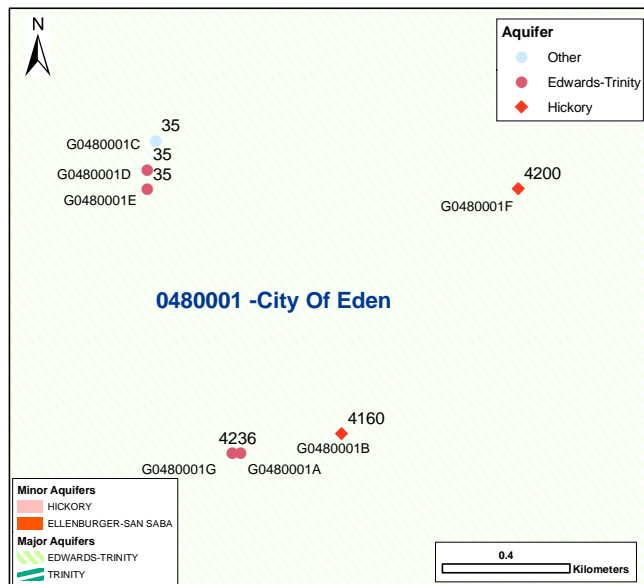 N
Aquifer
Other
Edwards-Trinity
Hickory
35
G0480001C
35
G0480001D
35
G0480001E
4200
G0480001F
0480001 -City Of Eden
4160
G0480001B
4236
G0480001G
G0480001A
Minor Aquifers
HICKORY
ELLENBURGER-SAN SABA
Major Aquifers
EDWARDS-TRINITY
TRINITY
0.4
Kilometers